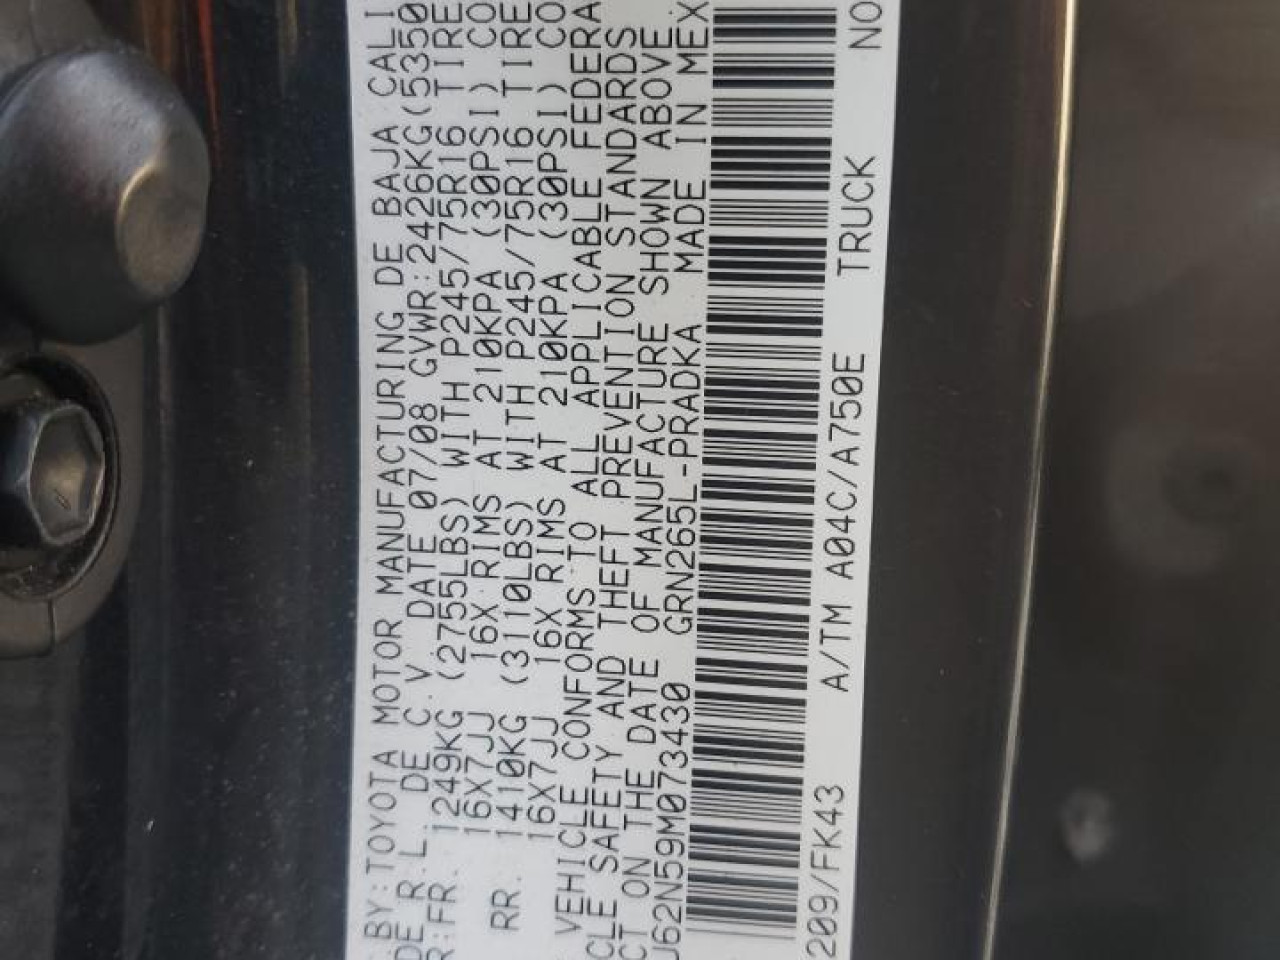 BY:TOYOTA MOTOR MANUFACTURING DE BAJA CALI
DE R.L. DE C.V DATE 07/08 GVWR:2426KG(5350
R:FR. 1249KG (2755LBS) WITH P245/75R16 TIRE
16X7JJ 16X RIMS AT 210KPA (30PSI) CO
RR. 1410KG (3110LBS) WITH P245/75R16 TIRE
16X7JJ 16X RIMS AT 210KPA (30PSI) CO
VEHICLE CONFORMS TO ALL APPLICABLE FEDERA
CLE SAFETY AND THEFT PREVENTION STANDARDS
CT ON THE DATE OF MANUFACTURE SHOWN ABOVE
U62N59M073430 GRN265L-PRADKA MADE IN MEX
209/FK43 A/TM A04C/A750E TRUCK NO